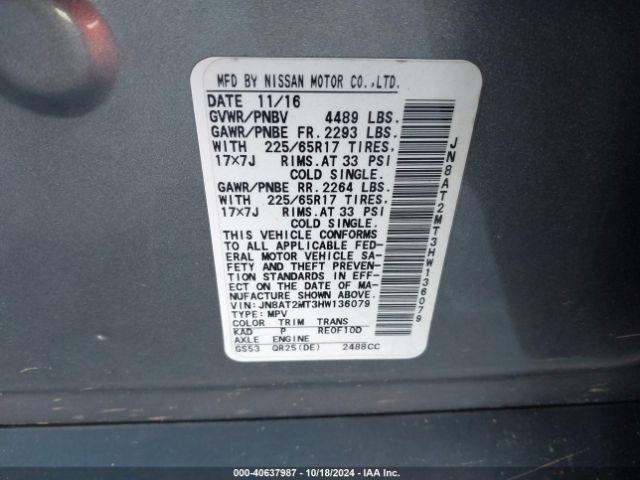 MFD BY NISSAN MOTOR CO.,LTD.
DATE 11/16
GVWR/PNBV 4489 LBS.
GAWR/PNBE FR. 2293 LBS.
WITH 225/65R17 TIRES.
17×7J RIMS.AT 33 PSI
COLD SINGLE.
GAWR/PNBE RR. 2264 LBS.
WITH 225/65R17 TIRES.
17×7J RIMS.AT 33 PSI
COLD SINGLE.
THIS VEHICLE CONFORMS
TO ALL APPLICABLE FED-
ERAL MOTOR VEHICLE SA-
FETY AND THEFT PREVEN-
TION STANDARDS IN EFF-
ECT ON THE DATE OF MA-
NUFACTURE SHOWN ABOVE.
VIN: JN8AT2MT3HW136079
TYPE: MPV
COLOR TRIM TRANS
KAD P RE0F10D
AXLE ENGINE
GS53 QR25(DE) 2488CC
JN8AT2MT3HW136079
000-40637987 - 10/18/2024 - IAA Inc.